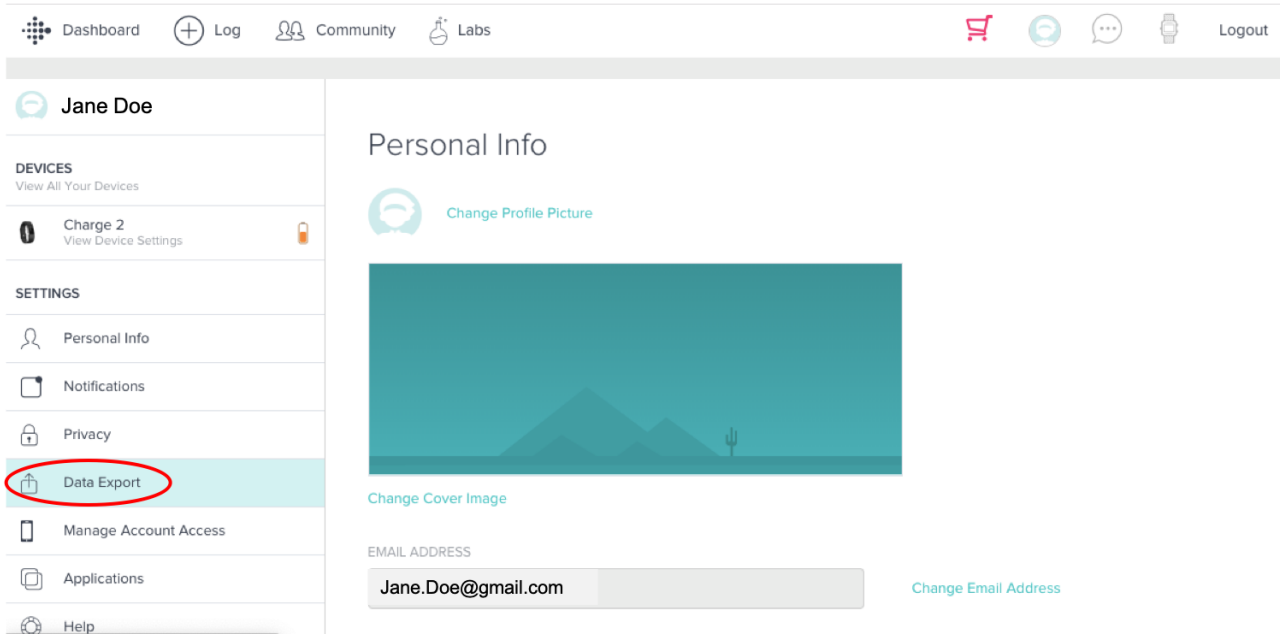 Dashboard Log Community Labs Logout
Jane Doe
DEVICES
View All Your Devices
Charge 2
View Device Settings
SETTINGS
Personal Info
Notifications
Privacy
Data Export
Manage Account Access
Applications
Help
Personal Info
Change Profile Picture
Change Cover Image
EMAIL ADDRESS
Jane.Doe@gmail.com
Change Email Address